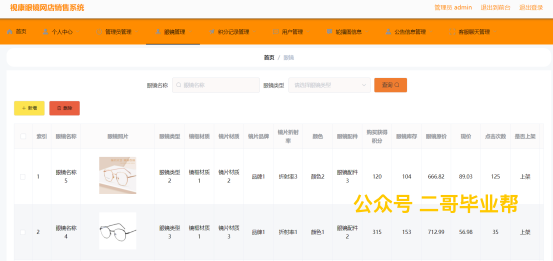 视康眼镜网店销售系统
管理员 admin 退出到前台 退出登录
首页 个人中心 管理员管理 眼镜管理 积分记录管理 用户管理 轮播图信息 公告信息管理 客服聊天管理
首页 / 眼镜
眼镜名称 眼镜名称 眼镜类型 请选择眼镜类型 查询
+ 新增 删除
索引 眼镜名称 眼镜照片 眼镜类型 镜框材质 镜片材质 镜片品牌 镜片折射率 颜色 眼镜配件 购买获得积分 眼镜库存 眼镜原价 现价 点击次数 是否上架
1 眼镜名称5 眼镜类型2 镜框材质1 镜片材质1 品牌1 折射率3 颜色2 眼镜配件3 120 104 666.82 89.03 125 上架
公众号 二哥毕业帮
2 眼镜名称4 眼镜类型3 镜框材质1 镜片材质3 品牌1 折射率1 颜色1 眼镜配件2 315 153 712.99 56.98 35 上架